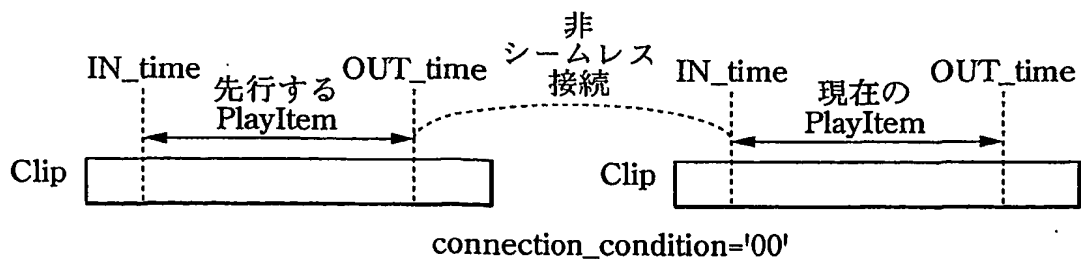 非
シームレス
接続
IN_time
OUT_time
IN_time
OUT_time
先行する
PlayItem
現在の
PlayItem
Clip
Clip
connection_condition='00'